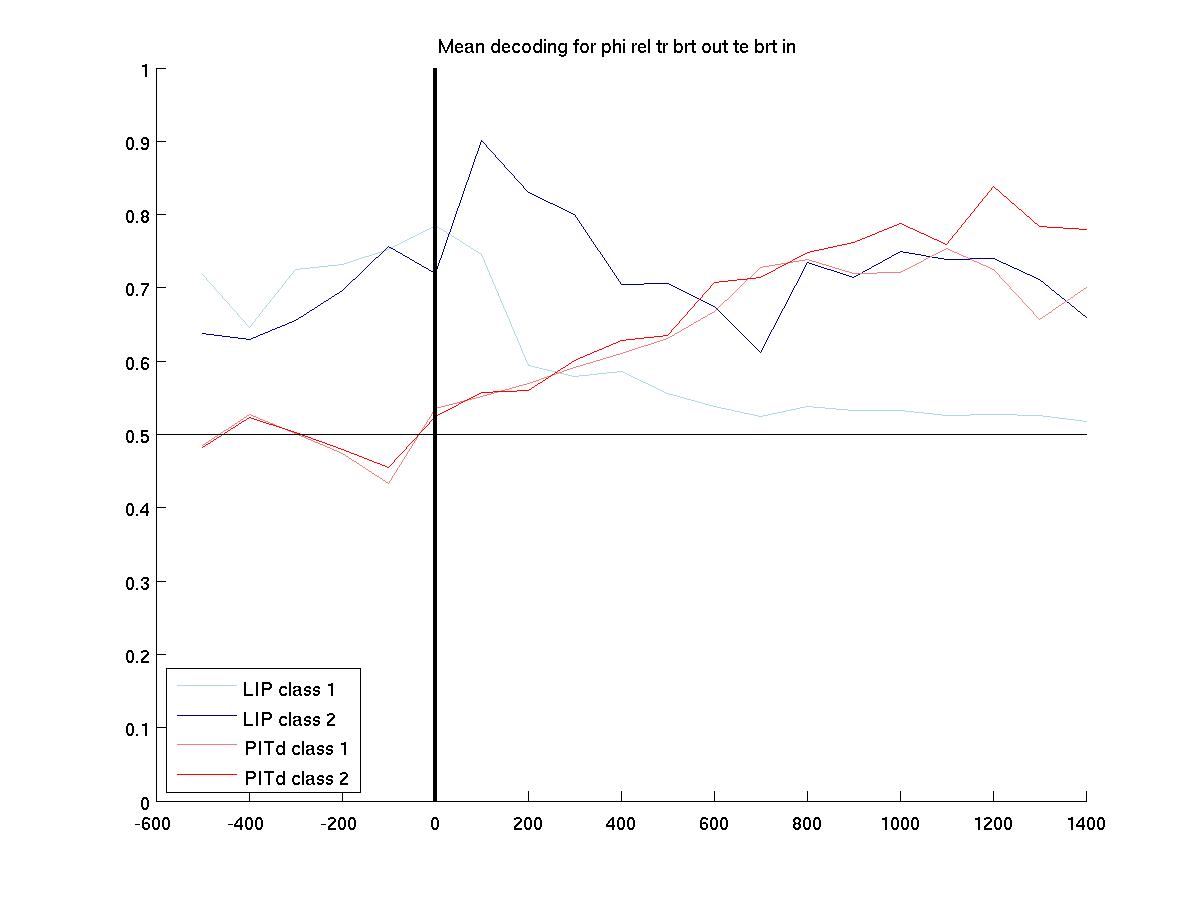 Mean decoding for phi rel tr brt out te brt in
1
0.9
0.8
0.7
0.6
0.5
0.4
0.3
0.2
0.1
0
LIP class 1
LIP class 2
PITd class 1
PITd class 2
-600 -400 -200 0 200 400 600 800 1000 1200 1400